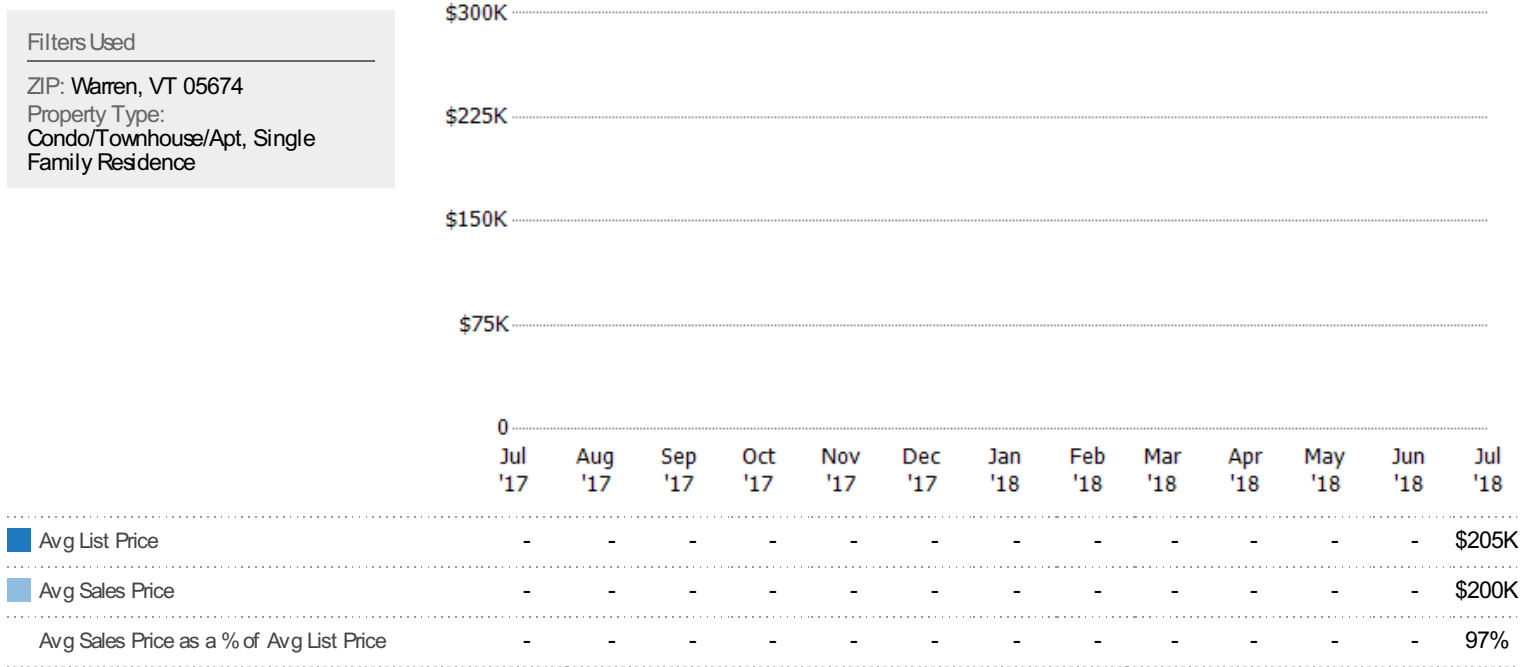 Filters Used
ZIP: Warren, VT 05674
Property Type:
Condo/Townhouse/Apt, Single
Family Residence
$300K
$225K
$150K
$75K
0
Jul Aug Sep Oct Nov Dec Jan Feb Mar Apr May Jun Jul
'17 '17 '17 '17 '17 '17 '18 '18 '18 '18 '18 '18 '18
Avg List Price - - - - - - - - - - - - $205K
Avg Sales Price - - - - - - - - - - - - $200K
Avg Sales Price as a % of Avg List Price - - - - - - - - - - - - 97%